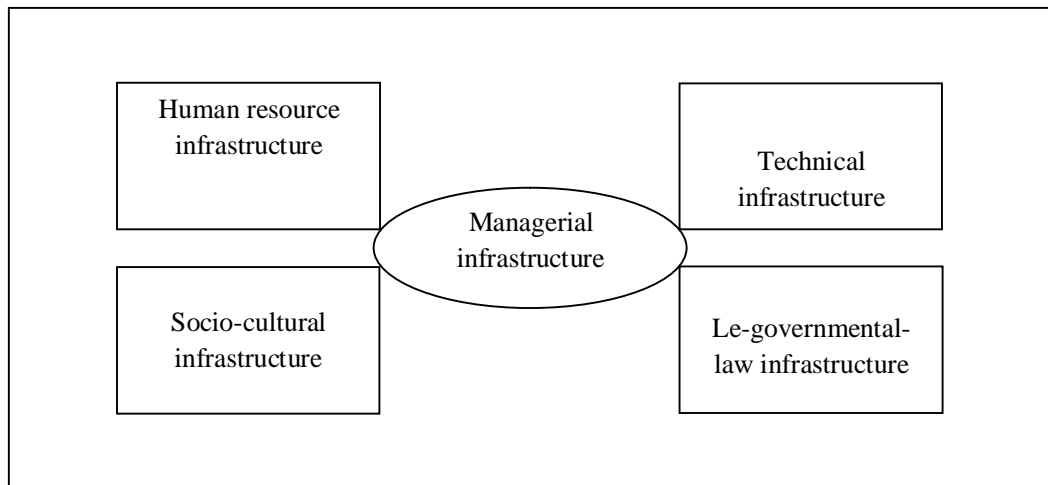 Human resource
infrastructure
Technical
infrastructure
Managerial
infrastructure
Socio-cultural
infrastructure
Le-governmental-
law infrastructure